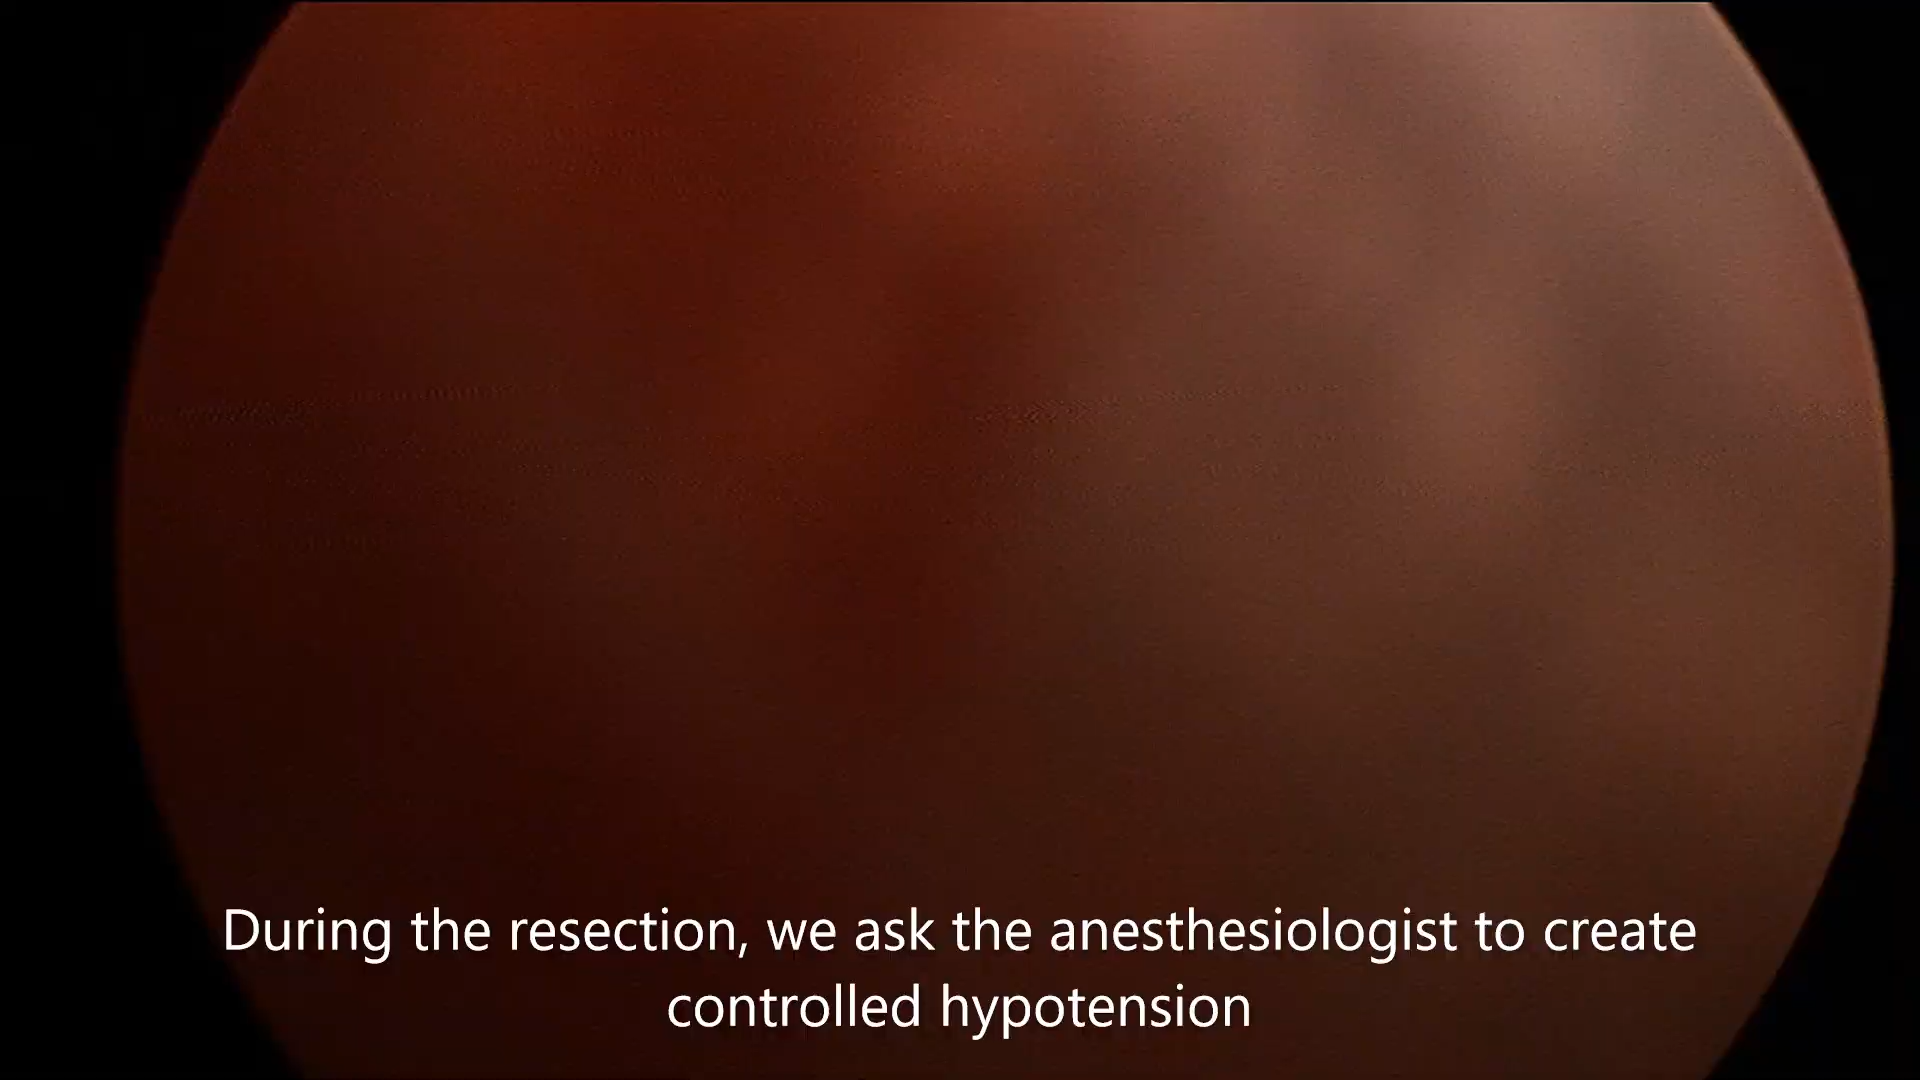 During the resection, we ask the anesthesiologist to create
controlled hypotension